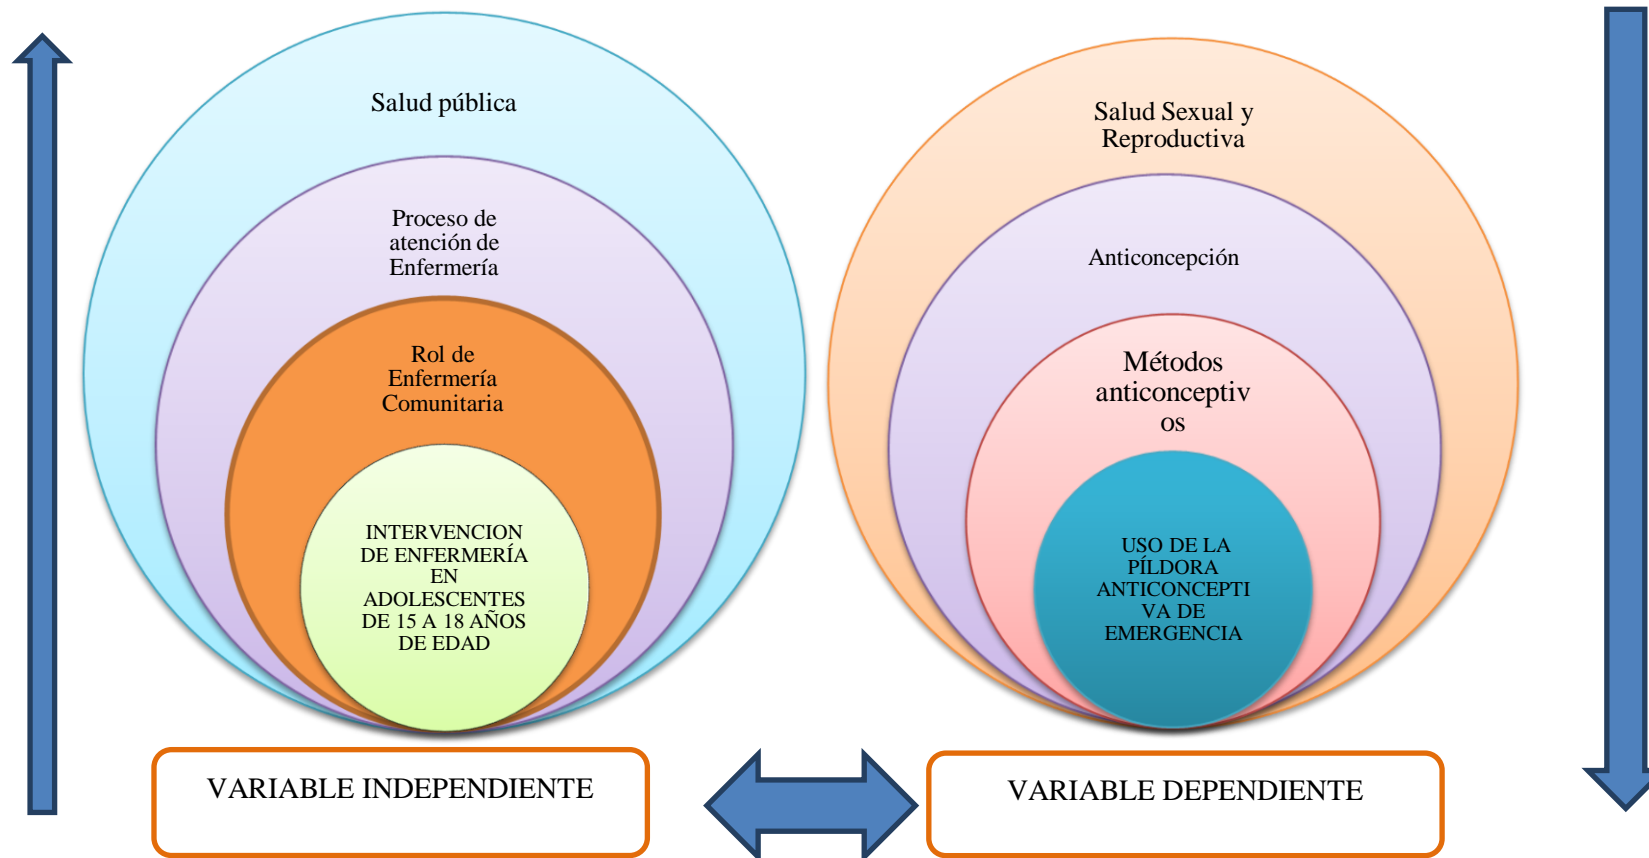 Salud pública
Proceso de
atención de
Enfermería
Rol de
Enfermería
Comunitaria
INTERVENCION
DE ENFERMERÍA
EN
ADOLESCENTES
DE 15 A 18 AÑOS
DE EDAD
VARIABLE INDEPENDIENTE
Salud Sexual y
Reproductiva
Anticoncepción
Métodos
anticonceptiv
os
USO DE LA
PÍLDORA
ANTICONCEPTI
VA DE
EMERGENCIA
VARIABLE DEPENDIENTE